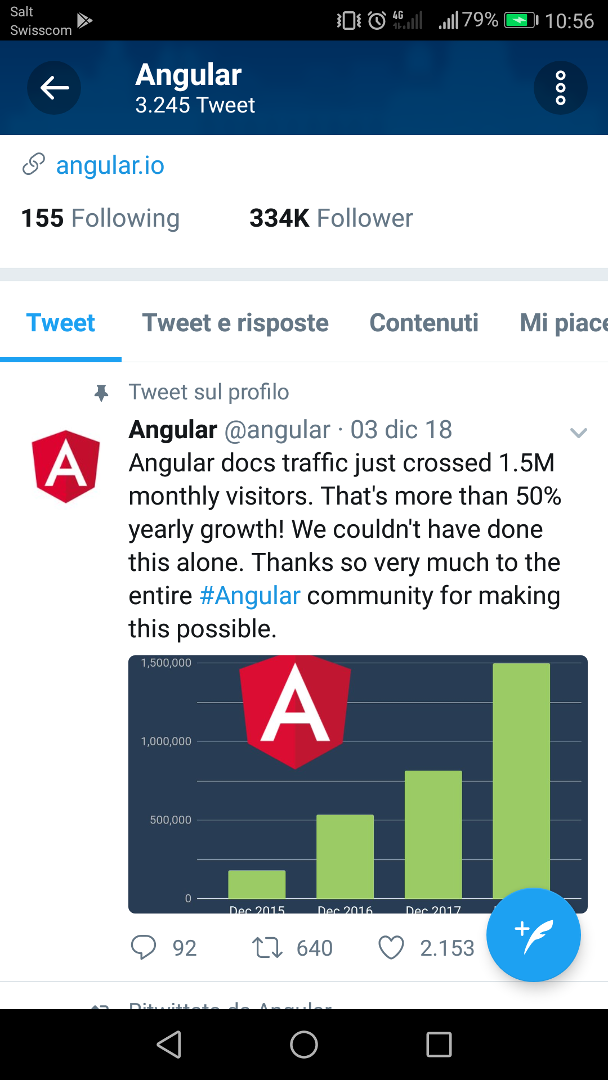 Salt
Swisscom
4G
79%
10:56
Angular
3.245 Tweet
angular.io
155 Following 334K Follower
Tweet Tweet e risposte Contenuti Mi piace
Tweet sul profilo
Angular @angular · 03 dic 18
Angular docs traffic just crossed 1.5M
monthly visitors. That's more than 50%
yearly growth! We couldn't have done
this alone. Thanks so very much to the
entire #Angular community for making
this possible.
1,500,000
A
1,000,000
500,000
0
Dec 2015 Dec 2016 Dec 2017
92 640 2.153
Ritwittato da Angular